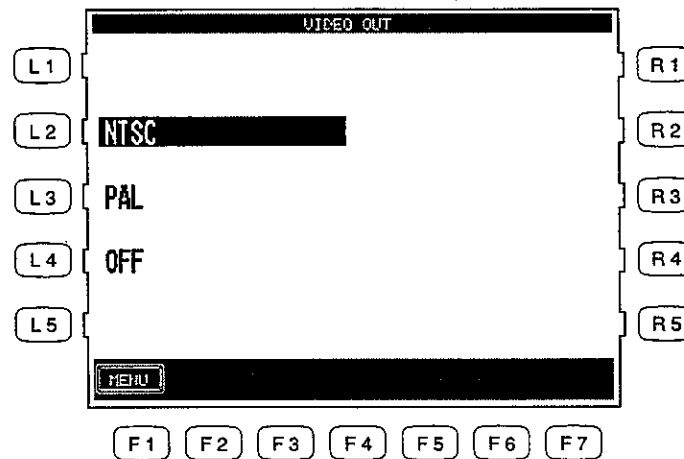 VIDEO OUT
L1 R1
L2 NTSC R2
L3 PAL R3
L4 OFF R4
L5 R5
MENU
F1 F2 F3 F4 F5 F6 F7